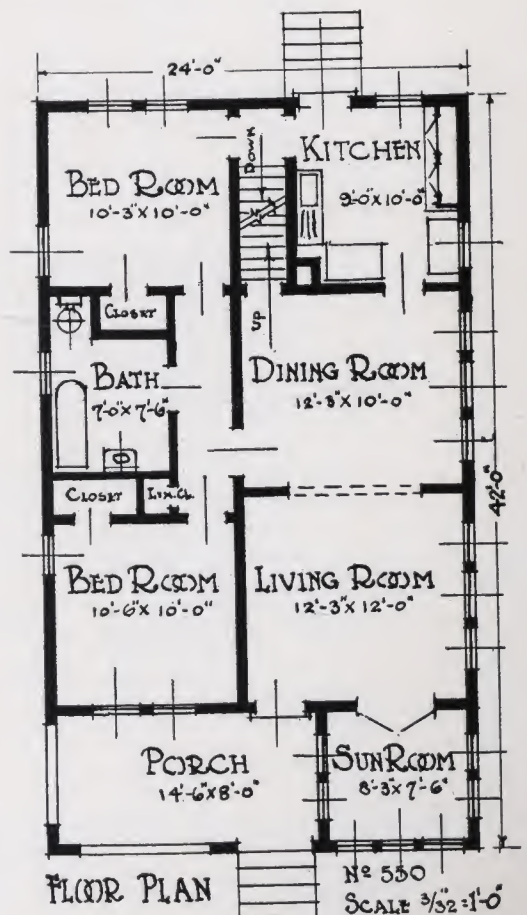 24'-0"
DOWN
KITCHEN
9'-0" X 10'-0"
BED ROOM
10'-3" X 10'-0"
CLOSET
UP
BATH
7'-0" X 7'-6"
DINING ROOM
12'-3" X 10'-0"
42'-0"
CLOSET
LIN. CL.
BED ROOM
10'-6" X 10'-0"
LIVING ROOM
12'-3" X 12'-0"
PORCH
14'-6" X 8'-0"
SUN ROOM
8'-3" X 7'-6"
FLOOR PLAN
Nº 530
SCALE 3/32 = 1'-0"